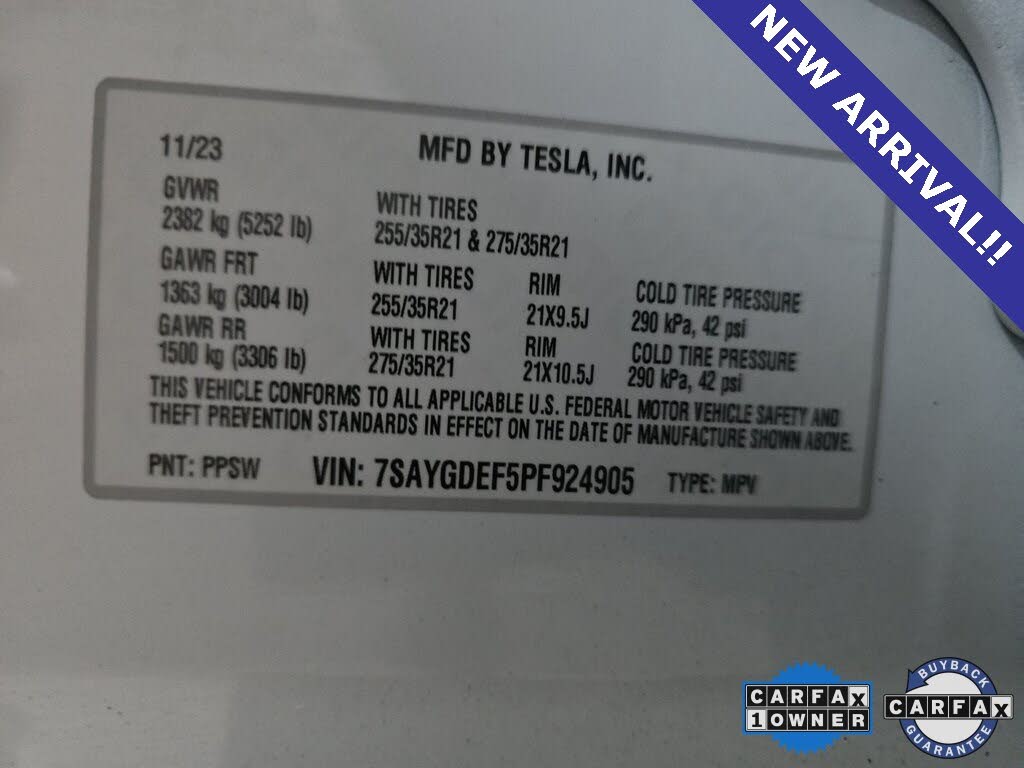 NEW ARRIVAL!!
11/23
MFD BY TESLA, INC.
GVWR
2382 kg (5252 lb)
WITH TIRES
255/35R21 & 275/35R21
GAWR FRT
1363 kg (3004 lb)
WITH TIRES
255/35R21
RIM
21X9.5J
COLD TIRE PRESSURE
290 kPa, 42 psi
GAWR RR
1500 kg (3306 lb)
WITH TIRES
275/35R21
RIM
21X10.5J
COLD TIRE PRESSURE
290 kPa, 42 psi
THIS VEHICLE CONFORMS TO ALL APPLICABLE U.S. FEDERAL MOTOR VEHICLE SAFETY AND
THEFT PREVENTION STANDARDS IN EFFECT ON THE DATE OF MANUFACTURE SHOWN ABOVE.
PNT: PPSW VIN: 7SAYGDEF5PF924905 TYPE: MPV
CARFAX
1 OWNER
BUYBACK
CARFAX
GUARANTEE